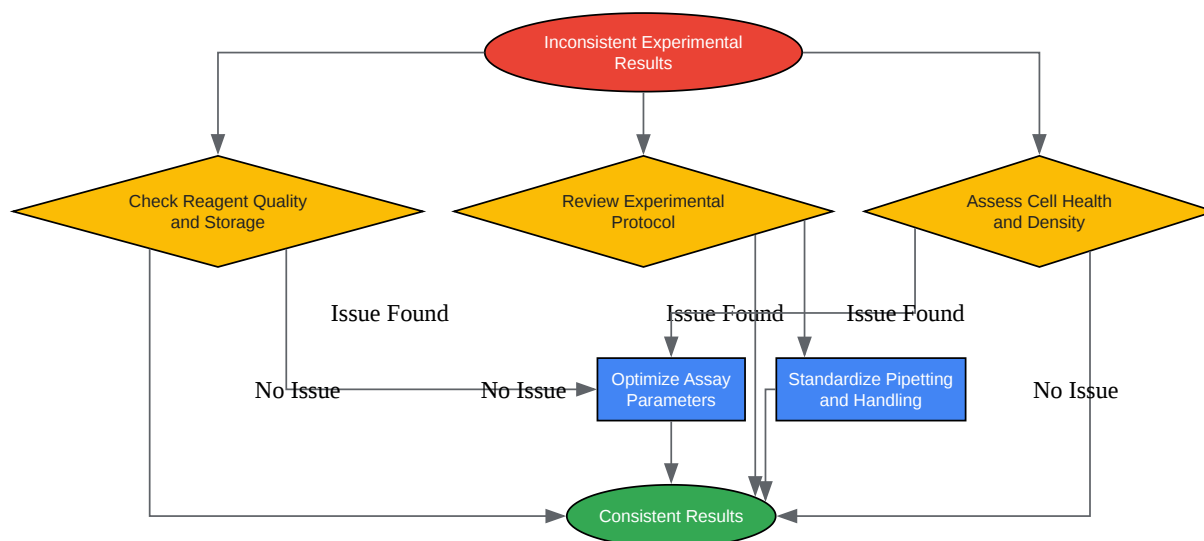 Inconsistent Experimental
Results
Check Reagent Quality
and Storage
Review Experimental
Protocol
Assess Cell Health
and Density
Issue Found
Issue Found
Issue Found
No Issue
No Issue
Optimize Assay
Parameters
Standardize Pipetting
and Handling
No Issue
Consistent Results